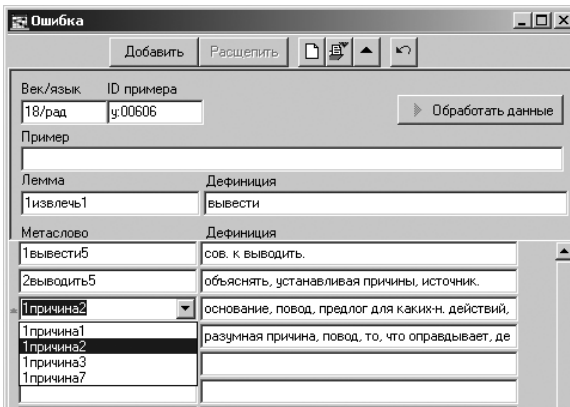 Ошибка
Добавить Расщепить
Век/язык ID примера
18/рад у:00606 Обработать данные
Пример
Лемма Дефиниция
1извлечь1 вывести
Метаслово Дефиниция
1вывести5 сов. к выводить.
2выводить5 объяснять, устанавливая причины, источник.
1причина2 основание, повод, предлог для каких-н. действий,
1причина1 разумная причина, повод, то, что оправдывает, де
1причина2
1причина3
1причина7